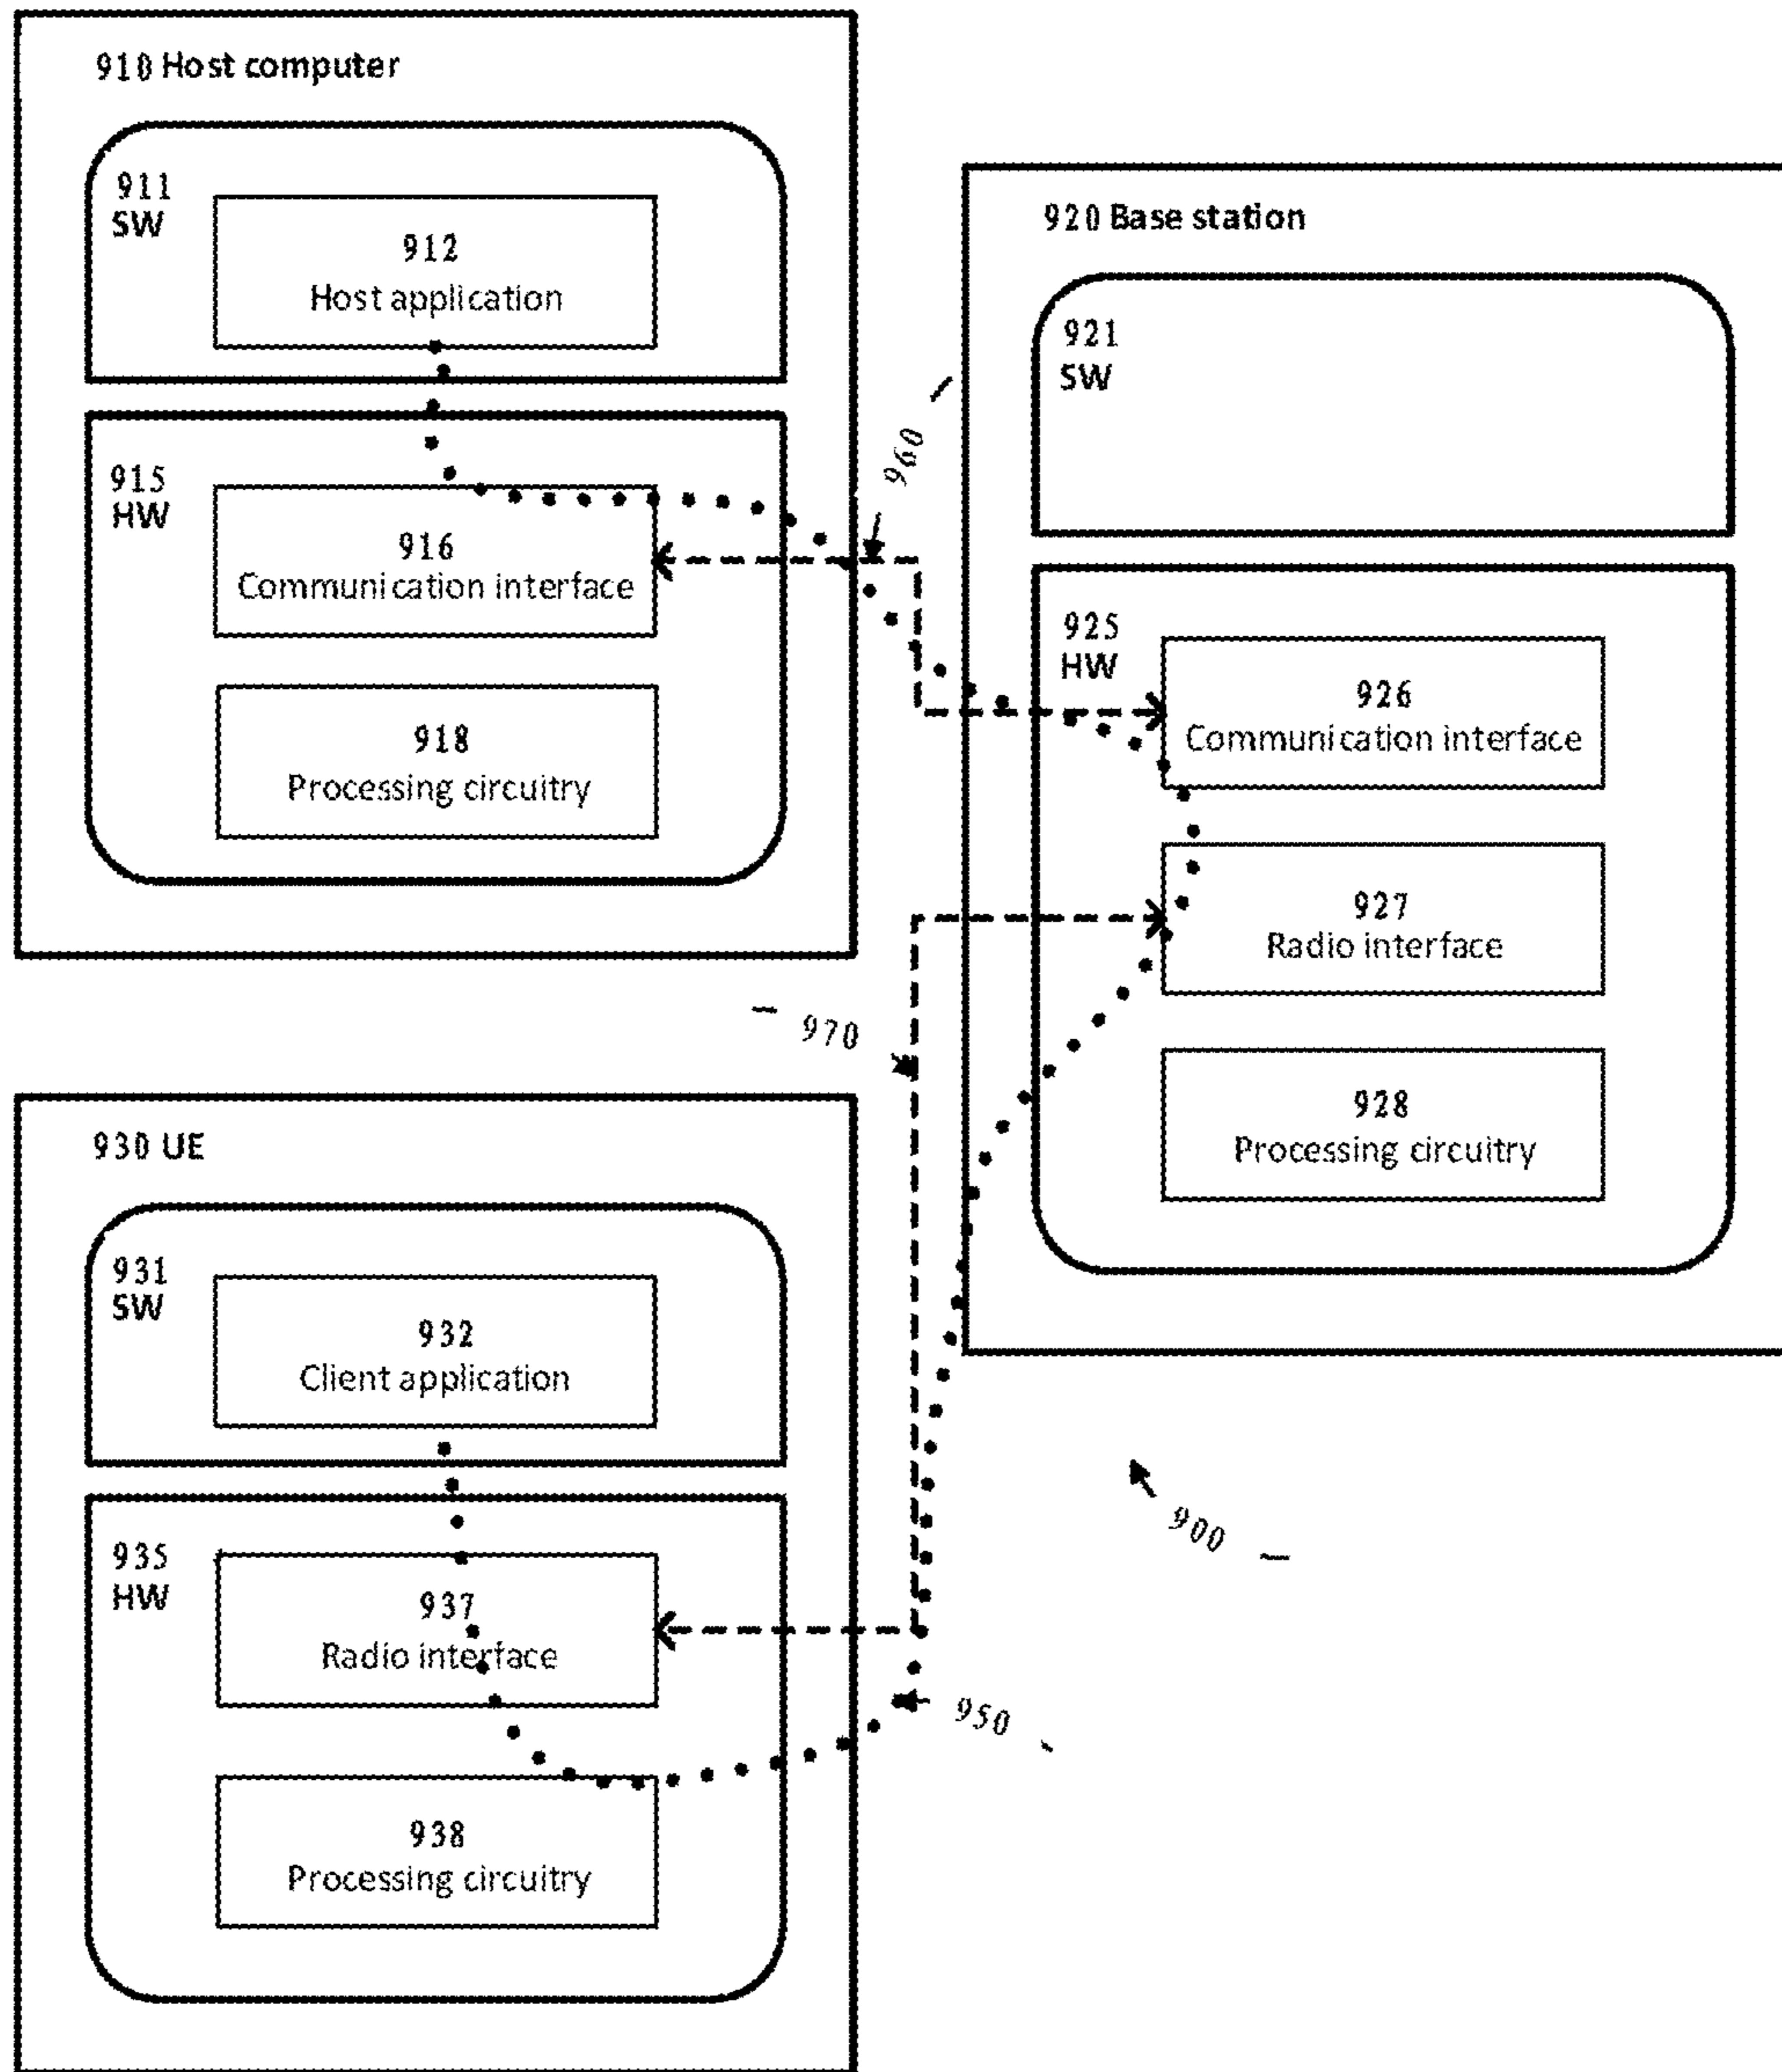 910 Host computer
911
SW
912
Host application
915
HW
916
Communication interface
918
Processing circuitry
960
920 Base station
921
SW
925
HW
926
Communication interface
927
Radio interface
928
Processing circuitry
970
930 UE
931
SW
932
Client application
935
HW
937
Radio interface
938
Processing circuitry
900
950